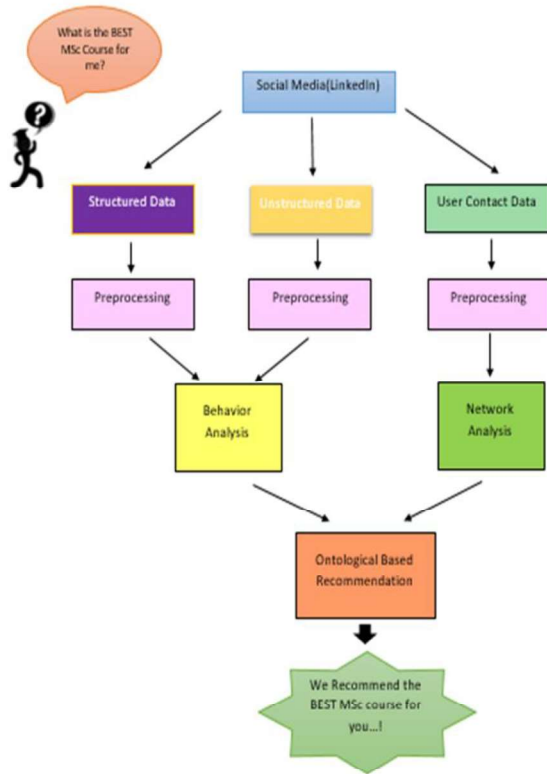 What is the BEST
MSc Course for
me?
?
Social Media(LinkedIn)
Structured Data
Unstructured Data
User Contact Data
Preprocessing
Preprocessing
Preprocessing
Behavior
Analysis
Network
Analysis
Ontological Based
Recommendation
We Recommend the
BEST MSc course for
you...!